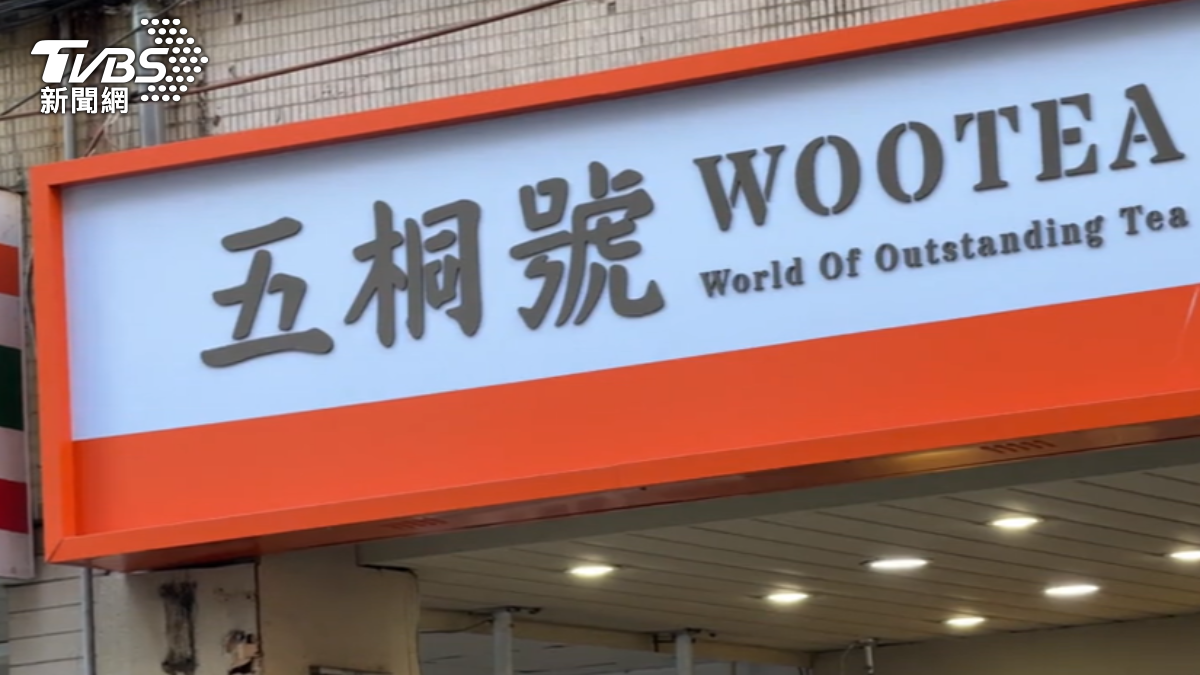 TVBS
新聞網
五桐號 WOOTEA
World Of Outstanding Tea